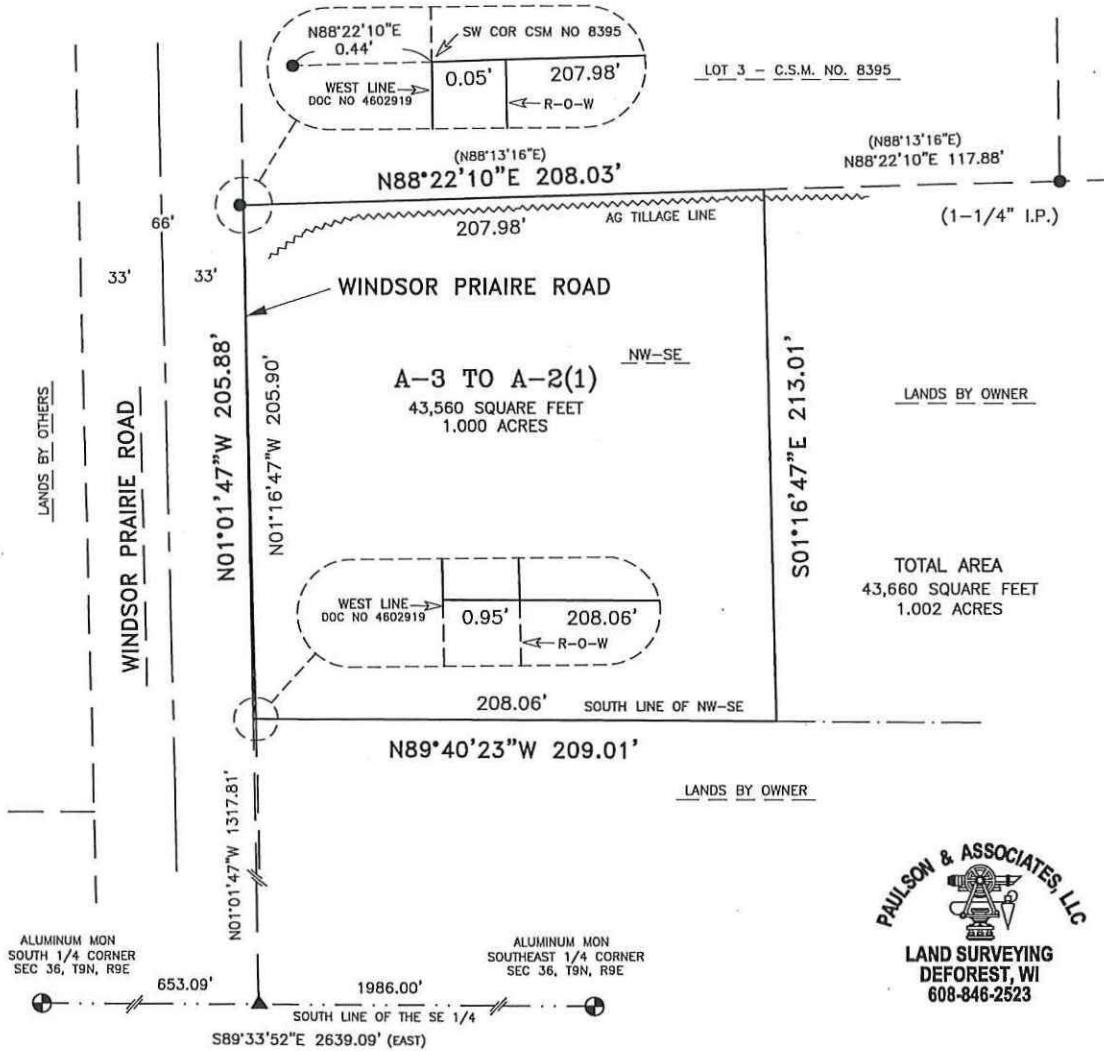 N88°22'10"E
0.44'
SW COR CSM NO 8395
0.05'
207.98'
WEST LINE
DOC NO 4602919
R-O-W
LOT 3 - C.S.M. NO. 8395
(N88°13'16"E)
N88°22'10"E 208.03'
(N88°13'16"E)
N88°22'10"E 117.88'
(1-1/4" I.P.)
AG TILLAGE LINE
207.98'
66'
33'
33'
WINDSOR PRIAIRE ROAD
NW-SE
A-3 TO A-2(1)
43,560 SQUARE FEET
1.000 ACRES
LANDS BY OWNER
LANDS BY OTHERS
WINDSOR PRAIRIE ROAD
N01°01'47"W 205.88'
N01°16'47"W 205.90'
S01°16'47"E 213.01'
TOTAL AREA
43,660 SQUARE FEET
1.002 ACRES
WEST LINE
DOC NO 4602919
0.95'
208.06'
R-O-W
208.06'
SOUTH LINE OF NW-SE
N89°40'23"W 209.01'
LANDS BY OWNER
N01°01'47"W 1317.81'
ALUMINUM MON
SOUTH 1/4 CORNER
SEC 36, T9N, R9E
ALUMINUM MON
SOUTHEAST 1/4 CORNER
SEC 36, T9N, R9E
653.09'
1986.00'
SOUTH LINE OF THE SE 1/4
S89°33'52"E 2639.09' (EAST)
PAULSON & ASSOCIATES, LLC
LAND SURVEYING
DEFOREST, WI
608-846-2523